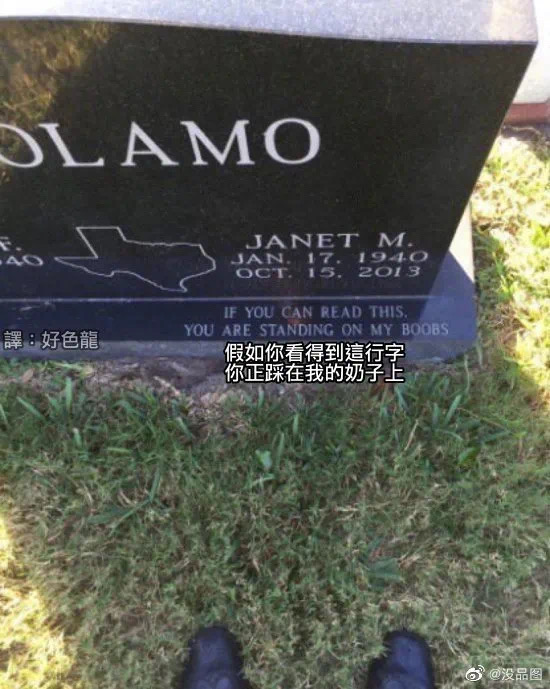 OLAMO
F.
JANET M.
JAN. 17. 1940
OCT. 15. 2013
IF YOU CAN READ THIS,
YOU ARE STANDING ON MY BOOBS
譯：好色龍
假如你看得到這行字
你正踩在我的奶子上
@没品图